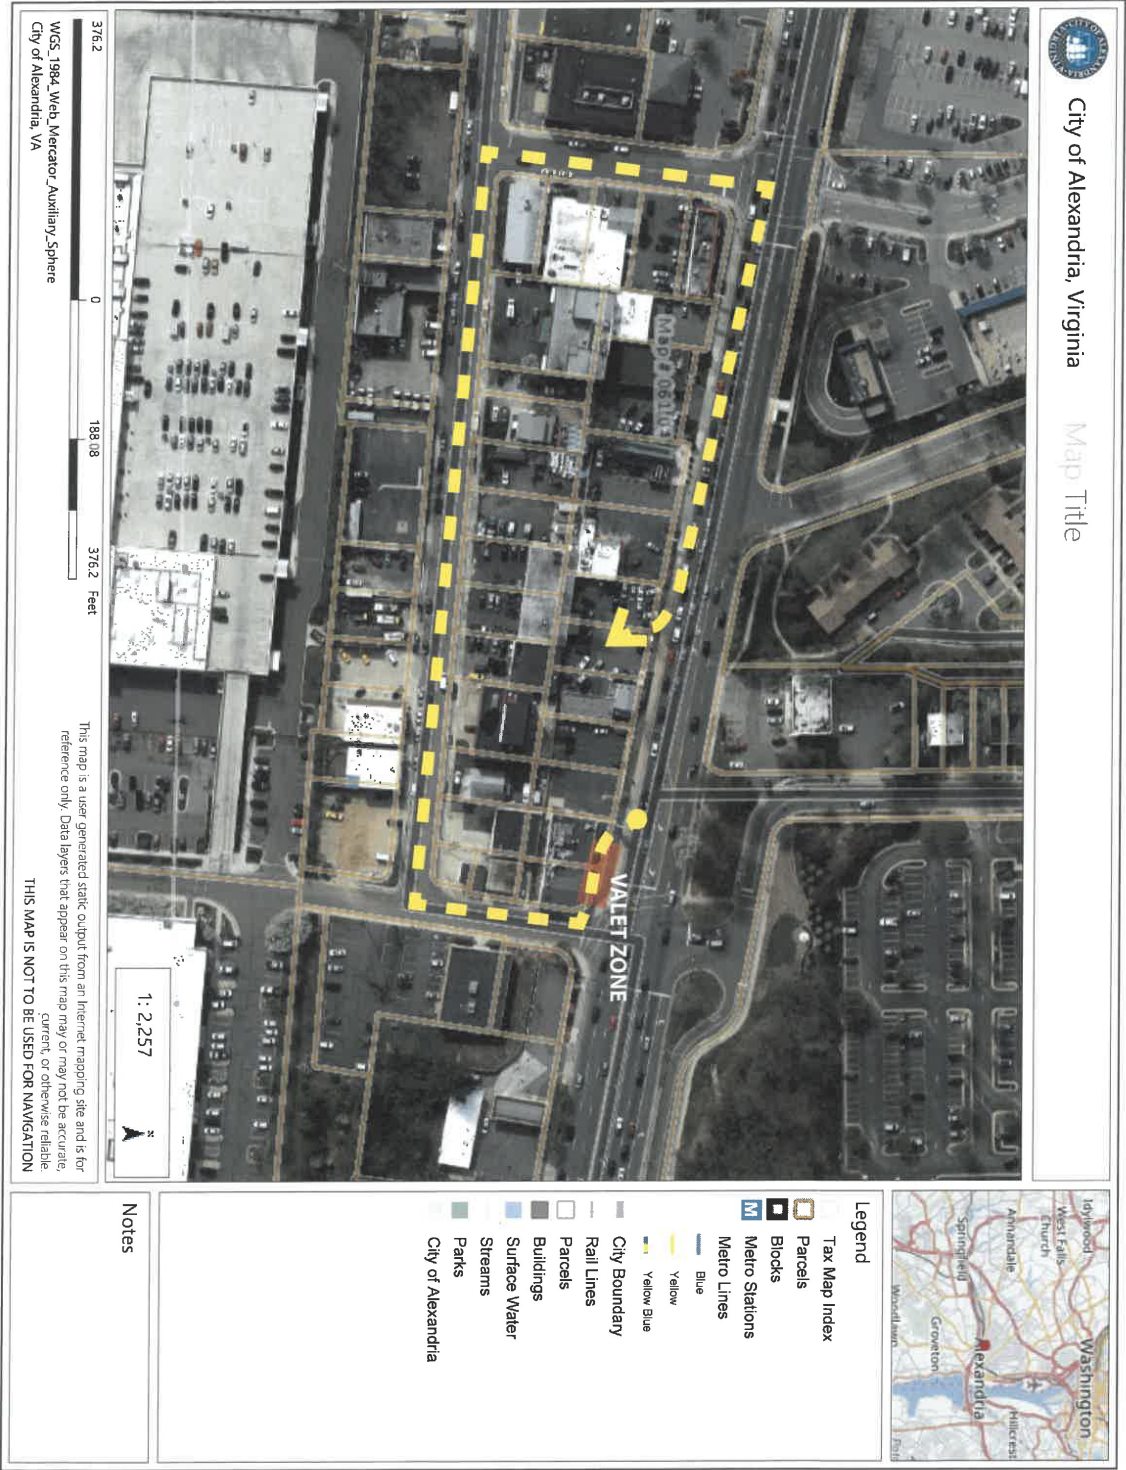 City of Alexandria, Virginia
Map Title
Map # 061.03
VALET ZONE
Idylwood
West Falls
Church
Annandale
Springfield
Washington
Alexandria
Groveton
Hillcrest
Woodlawn
Legend
Tax Map Index
Parcels
Blocks
Metro Stations
Metro Lines
Blue
Yellow
Yellow Blue
City Boundary
Rail Lines
Parcels
Buildings
Surface Water
Streams
Parks
City of Alexandria
Notes
1: 2,257
N
376.2
0
188.08
376.2 Feet
WGS_1984_Web_Mercator_Auxiliary_Sphere
City of Alexandria, VA
This map is a user generated static output from an Internet mapping site and is for
reference only. Data layers that appear on this map may or may not be accurate,
current, or otherwise reliable.
THIS MAP IS NOT TO BE USED FOR NAVIGATION